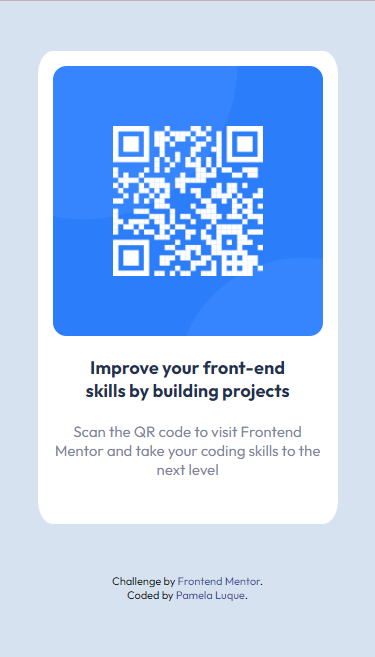 Improve your front-end
skills by building projects
Scan the QR code to visit Frontend
Mentor and take your coding skills to the
next level
Challenge by Frontend Mentor.
Coded by Pamela Luque.